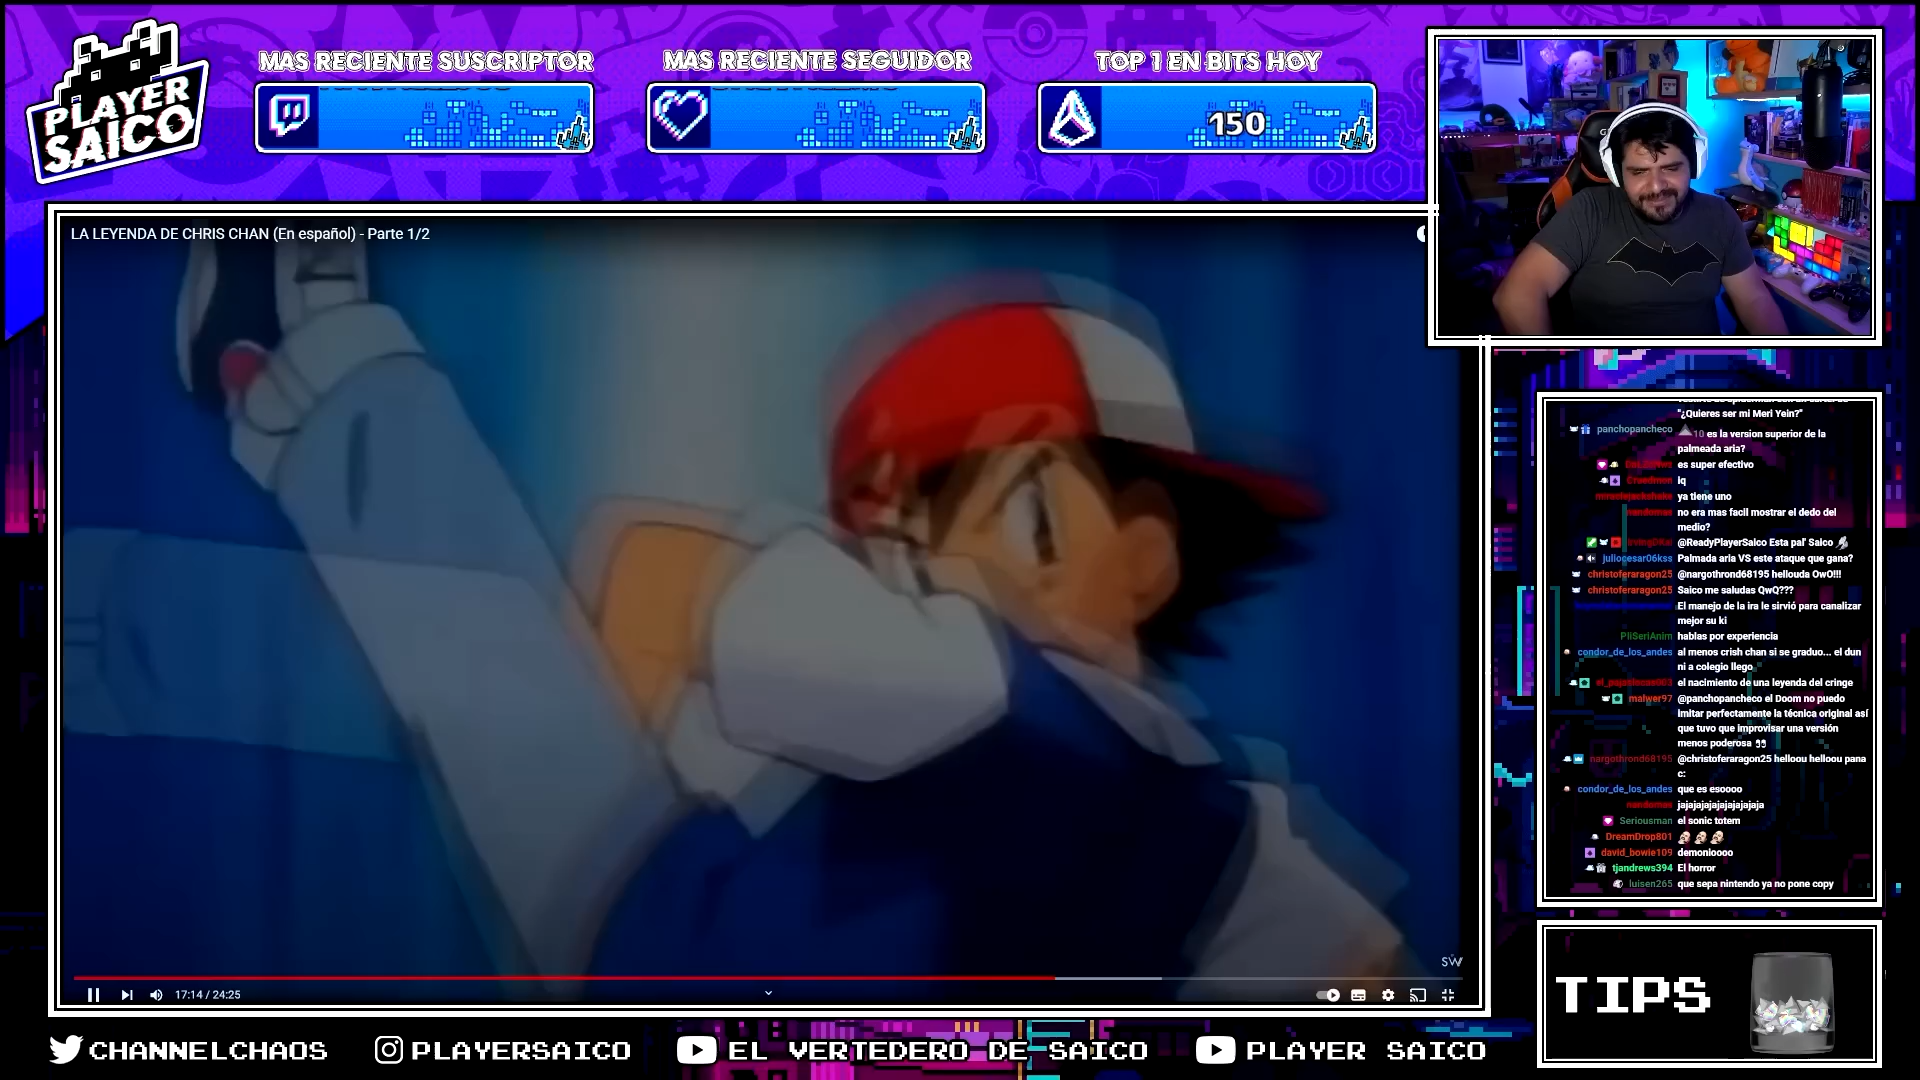 PLAYER
SAICO
MAS RECIENTE SUSCRIPTOR
MAS RECIENTE SEGUIDOR
TOP 1 EN BITS HOY
150
LA LEYENDA DE CHRIS CHAN (En español) - Parte 1/2
"¿Quieres ser mi Meri Yein?"
panchopancheco 10 es la version superior de la
palmeada aria?
es super efectivo
iq
ya tiene uno
nandomas no era mas facil mostrar el dedo del
medio?
@ReadyPlayerSaico Esta pal' Saico
juliocesar06kss Palmada aria VS este ataque que gana?
christoferaragon25 @nargothrond68195 hellouda OwO!!!
christoferaragon25 Saico me saludas QwQ???
El manejo de la ira le sirvió para canalizar
mejor su ki
PliSeriAnim hablas por experiencia
condor_de_los_andes al menos crish chan si se graduo... el dun
ni a colegio llego
el nacimiento de una leyenda del cringe
malwer97 @panchopancheco el Doom no puedo
imitar perfectamente la técnica original así
que tuvo que improvisar una versión
menos poderosa
nargothrond68195 @christoferaragon25 helloou helloou pana
c:
condor_de_los_andes que es esoooo
nandomas jajajajajajajajajaja
Seriousman el sonic totem
DreamDrop801
david_bowie109 demonioooo
tjandrews394 El horror
luisen265 que sepa nintendo ya no pone copy
SW
17:14 / 24:25
TIPS
CHANNELCHAOS
PLAYERSAICO
EL VERTEDERO DE SAICO
PLAYER SAICO